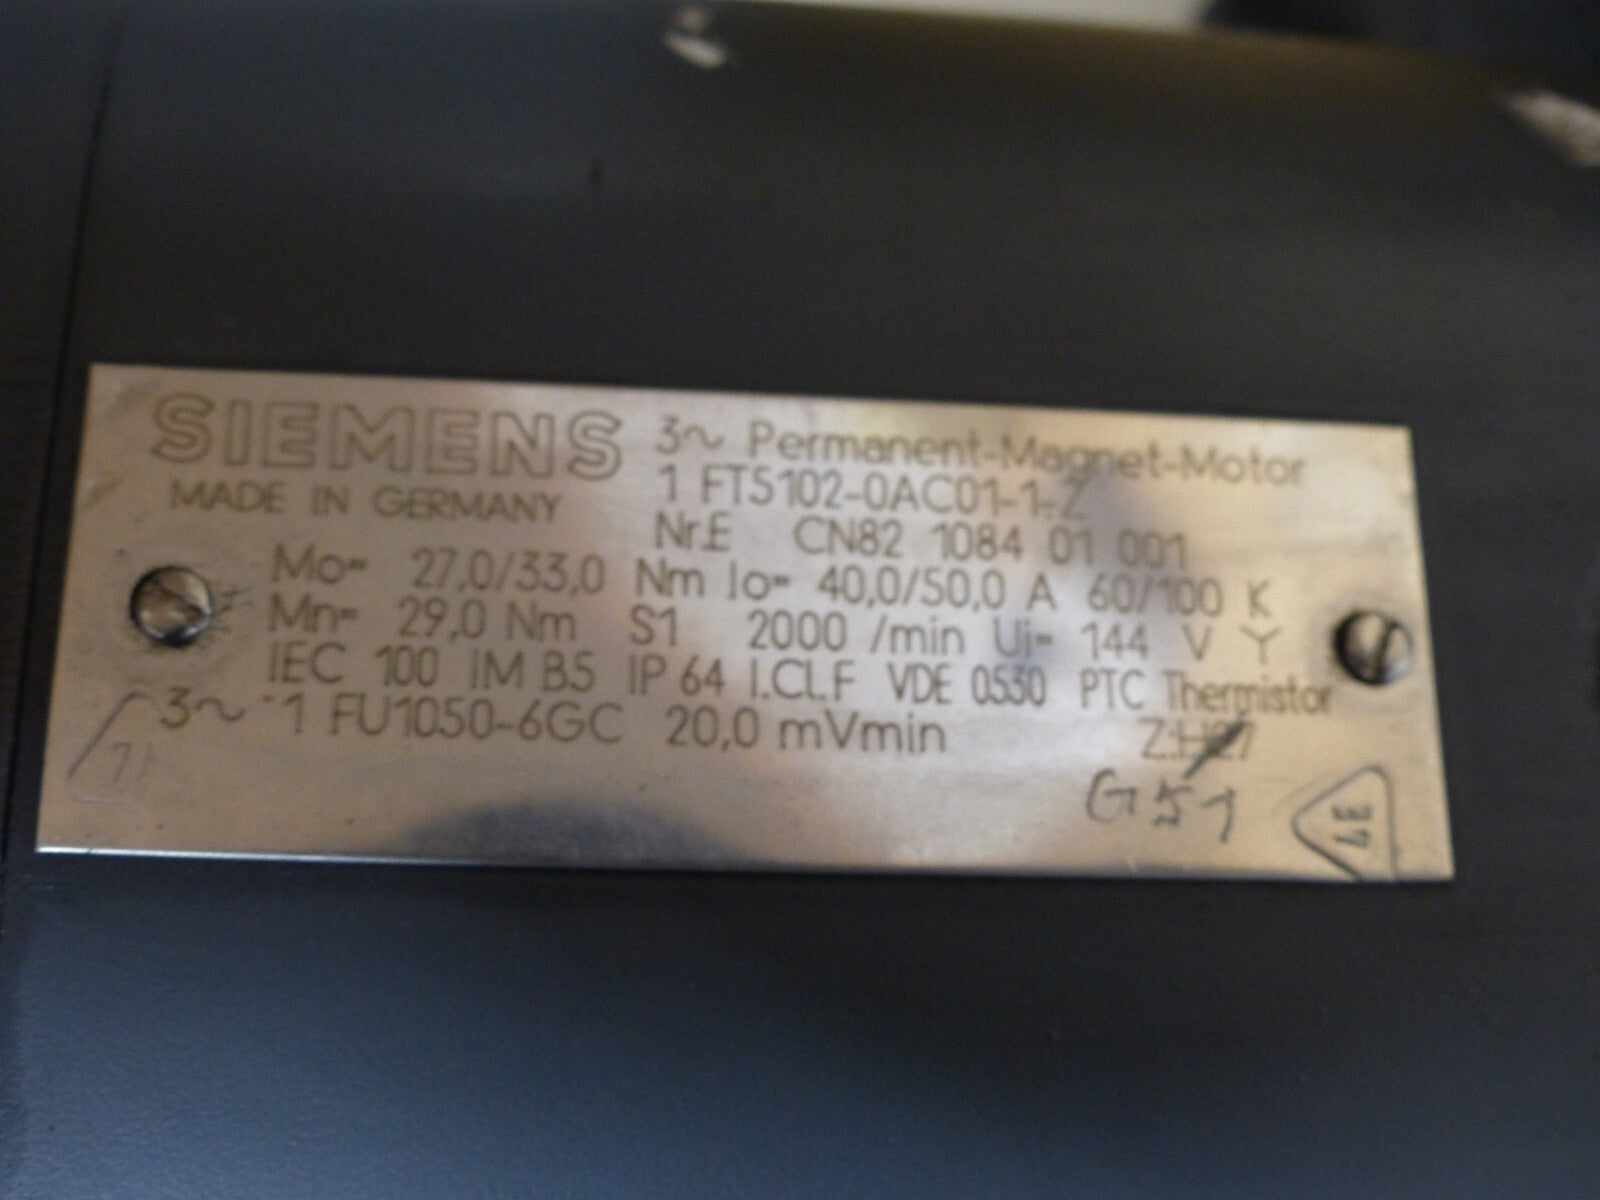 SIEMENS
MADE IN GERMANY
3~ Permanent-Magnet-Motor
1 FT5102-0AC01-1-Z
Nr.E CN82 1084 01 001
Mo= 27,0/33,0 Nm Io= 40,0/50,0 A 60/100 K
Mn= 29,0 Nm S1 2000 /min Ui= 144 V Y
IEC 100 IM B5 IP 64 I.Cl.F VDE 0530 PTC Thermistor
3~ 1 FU1050-6GC 20,0 mVmin
G51
71